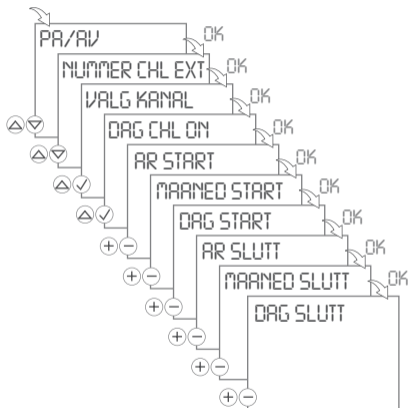 PA/AV
OK
NUMMER CHL EXT
OK
VALG KANAL
OK
DAG CHL ON
OK
AR START
OK
MAANED START
OK
DAG START
OK
AR SLUTT
OK
MAANED SLUTT
OK
DAG SLUTT